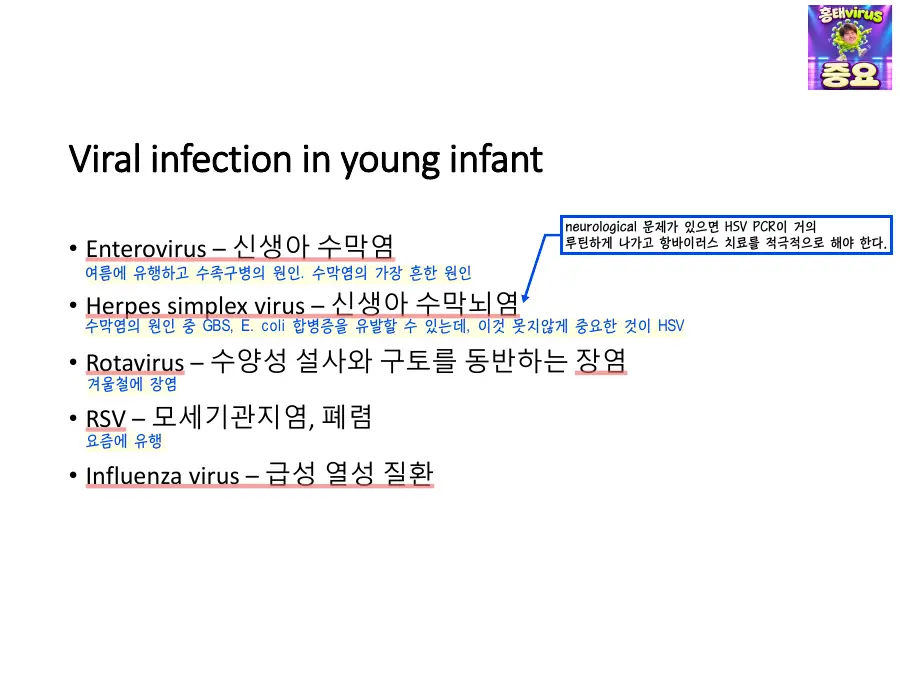 홍태virus
중요
Viral infection in young infant
neurological 문제가 있으면 HSV PCR이 거의
루틴하게 나가고 항바이러스 치료를 적극적으로 해야 한다.
• Enterovirus – 신생아 수막염
여름에 유행하고 수족구병의 원인. 수막염의 가장 흔한 원인
• Herpes simplex virus – 신생아 수막뇌염
수막염의 원인 중 GBS, E. coli 합병증을 유발할 수 있는데, 이것 못지않게 중요한 것이 HSV
• Rotavirus – 수양성 설사와 구토를 동반하는 장염
겨울철에 장염
• RSV – 모세기관지염, 폐렴
요즘에 유행
• Influenza virus – 급성 열성 질환